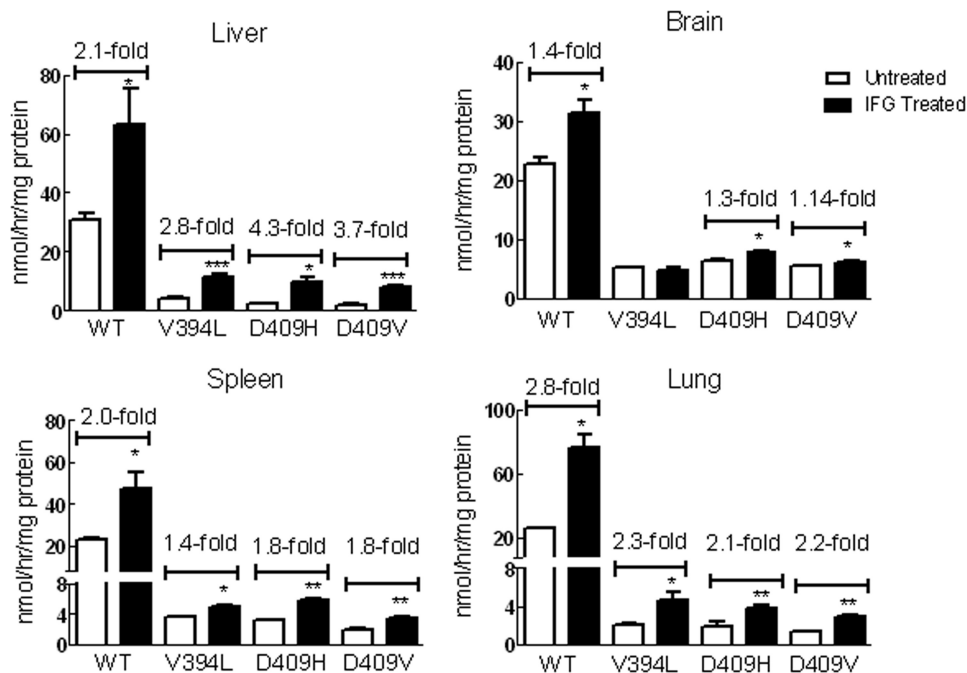 Liver
2.1-fold
*
80
60
40
20
0
nmol/hr/mg protein
2.8-fold
4.3-fold
3.7-fold
***
*
***
WT
V394L
D409H
D409V
Brain
1.4-fold
*
40
30
20
10
0
nmol/hr/mg protein
1.3-fold
1.14-fold
*
*
WT
V394L
D409H
D409V
Untreated
IFG Treated
Spleen
2.0-fold
*
80
60
40
20
8
4
0
nmol/hr/mg protein
1.4-fold
1.8-fold
1.8-fold
*
**
**
WT
V394L
D409H
D409V
Lung
2.8-fold
*
100
60
20
8
4
0
nmol/hr/mg protein
2.3-fold
2.1-fold
2.2-fold
*
**
**
WT
V394L
D409H
D409V